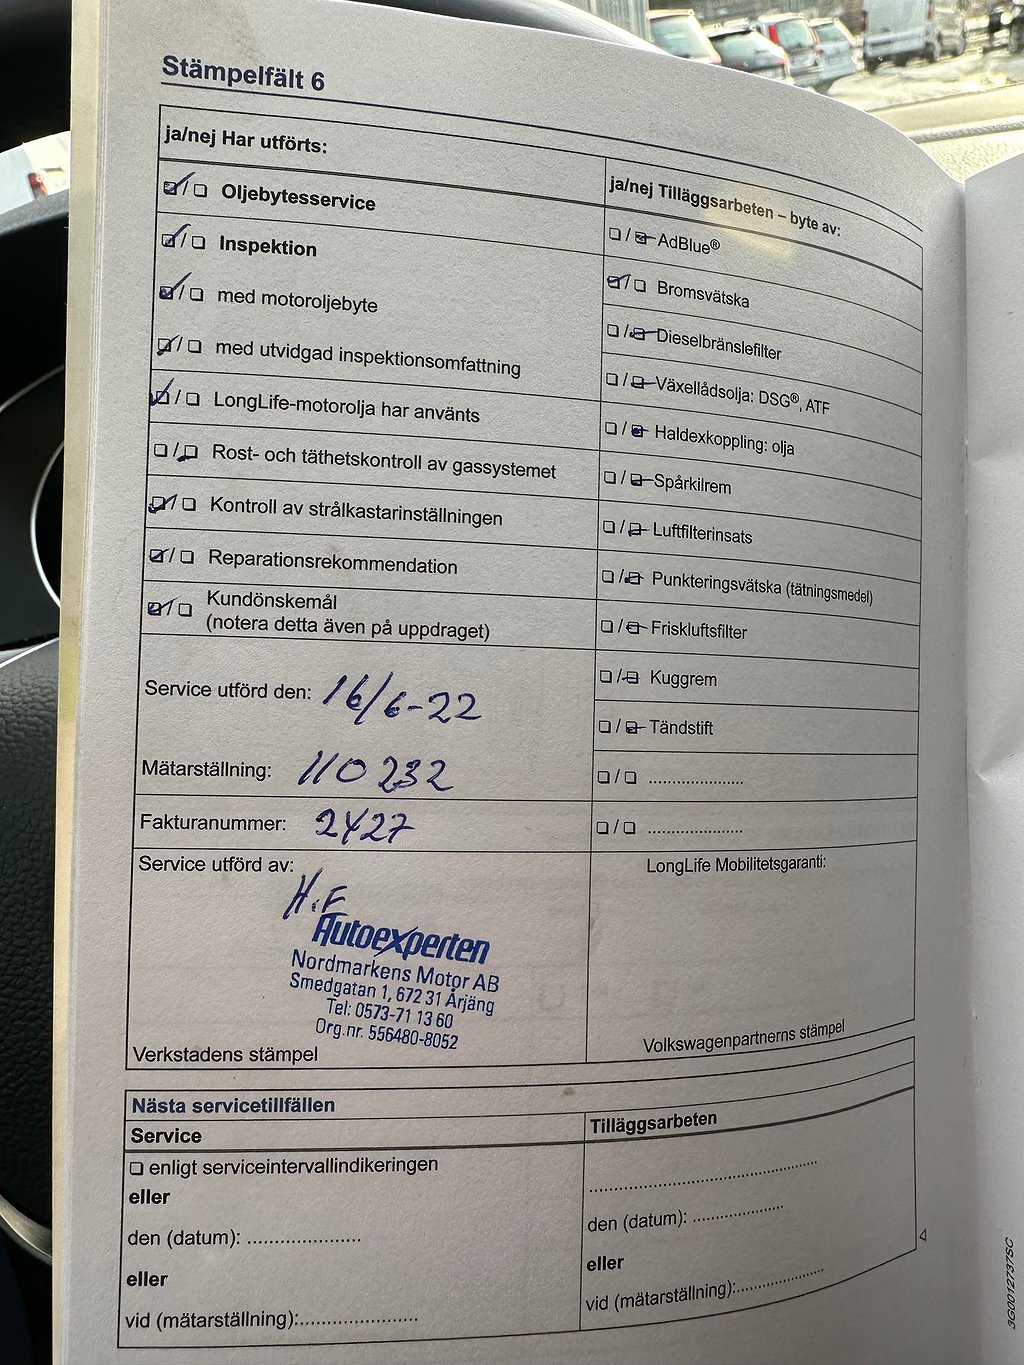 Stämpelfält 6
ja/nej Har utförts:
☑/☐ Oljebytesservice
☑/☐ Inspektion
☑/☐ med motoroljebyte
☑/☐ med utvidgad inspektionsomfattning
☑/☐ LongLife-motorolja har använts
☐/☑ Rost- och täthetskontroll av gassystemet
☑/☐ Kontroll av strålkastarinställningen
☑/☐ Reparationsrekommendation
☑/☐ Kundönskemål
(notera detta även på uppdraget)
Service utförd den: 16/6-22
Mätarställning: 110232
Fakturanummer: 2427
Service utförd av:
H.F
Autoexperten
Nordmarkens Motor AB
Smedgatan 1, 672 31 Årjäng
Tel: 0573-71 13 60
Org.nr. 556480-8052
Verkstadens stämpel
ja/nej Tilläggsarbeten – byte av:
☐/☑ AdBlue®
☑/☐ Bromsvätska
☐/☑ Dieselbränslefilter
☐/☑ Växellådsolja: DSG®, ATF
☐/☑ Haldexkoppling: olja
☐/☑ Spårkilrem
☐/☑ Luftfilterinsats
☐/☑ Punkteringsvätska (tätningsmedel)
☐/☑ Friskluftsfilter
☐/☑ Kuggrem
☐/☑ Tändstift
☐/☐ ......................
☐/☐ ......................
LongLife Mobilitetsgaranti:
Volkswagenpartnerns stämpel
Nästa servicetillfällen
Service
☐ enligt serviceintervallindikeringen
eller
den (datum): .....................
eller
vid (mätarställning):......................
Tilläggsarbeten
.....................................................
den (datum): .....................
eller
vid (mätarställning):.....................
3G0012737SC